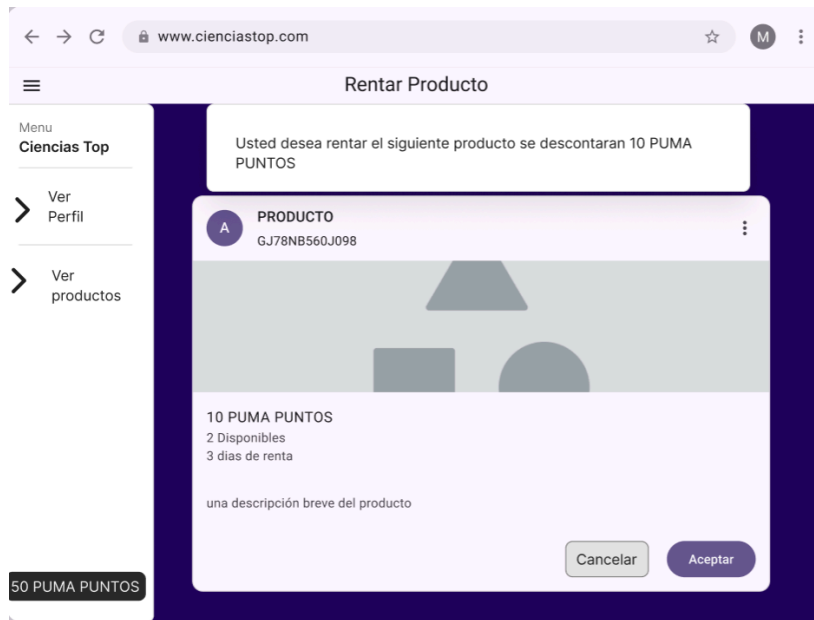 www.cienciastop.com
M
Rentar Producto
Menu
Ciencias Top
Ver
Perfil
Ver
productos
50 PUMA PUNTOS
Usted desea rentar el siguiente producto se descontaran 10 PUMA
PUNTOS
A
PRODUCTO
GJ78NB560J098
10 PUMA PUNTOS
2 Disponibles
3 dias de renta
una descripción breve del producto
Cancelar
Aceptar